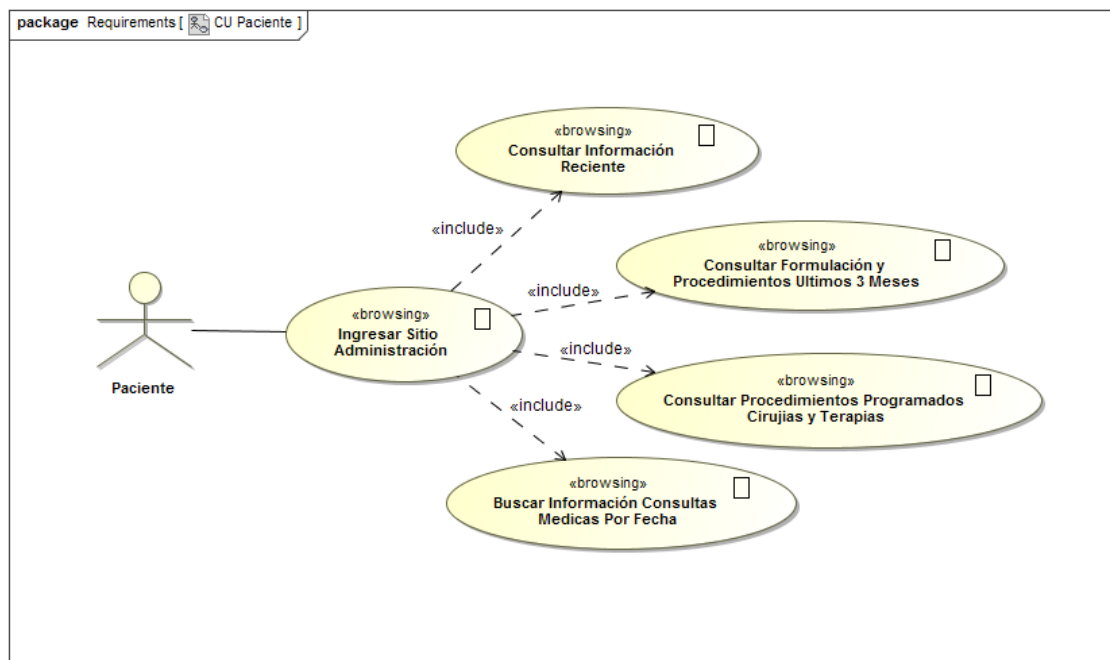 package Requirements [ CU Paciente ]
«browsing»
Consultar Información
Reciente
«include»
«browsing»
Consultar Formulación y
Procedimientos Ultimos 3 Meses
«include»
«browsing»
Ingresar Sitio
Administración
«include»
«browsing»
Consultar Procedimientos Programados
Cirujias y Terapias
Paciente
«include»
«browsing»
Buscar Información Consultas
Medicas Por Fecha